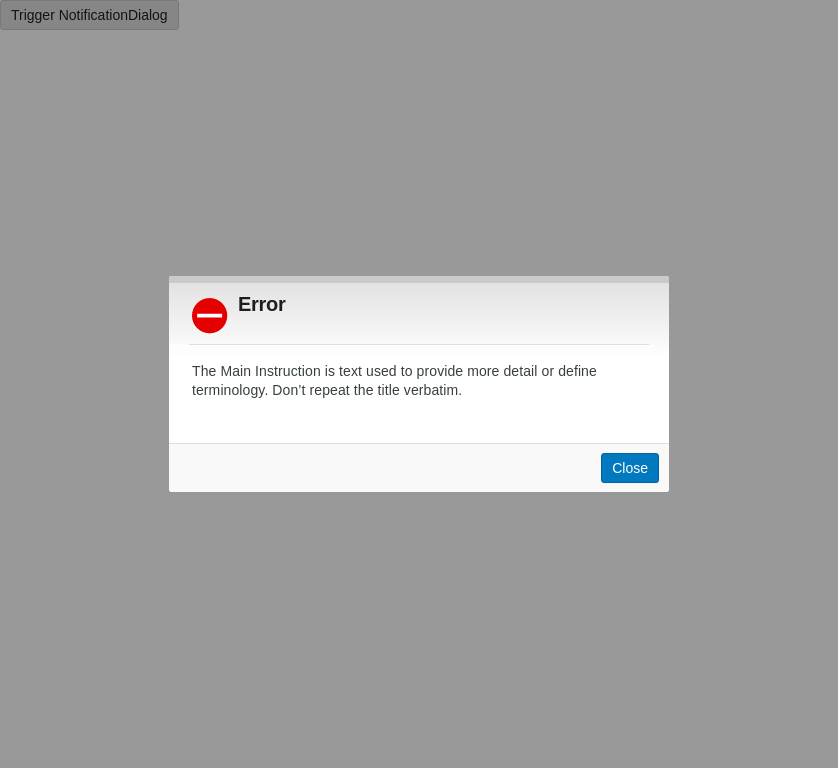 Trigger NotificationDialog
Error
The Main Instruction is text used to provide more detail or define
terminology. Don’t repeat the title verbatim.
Close